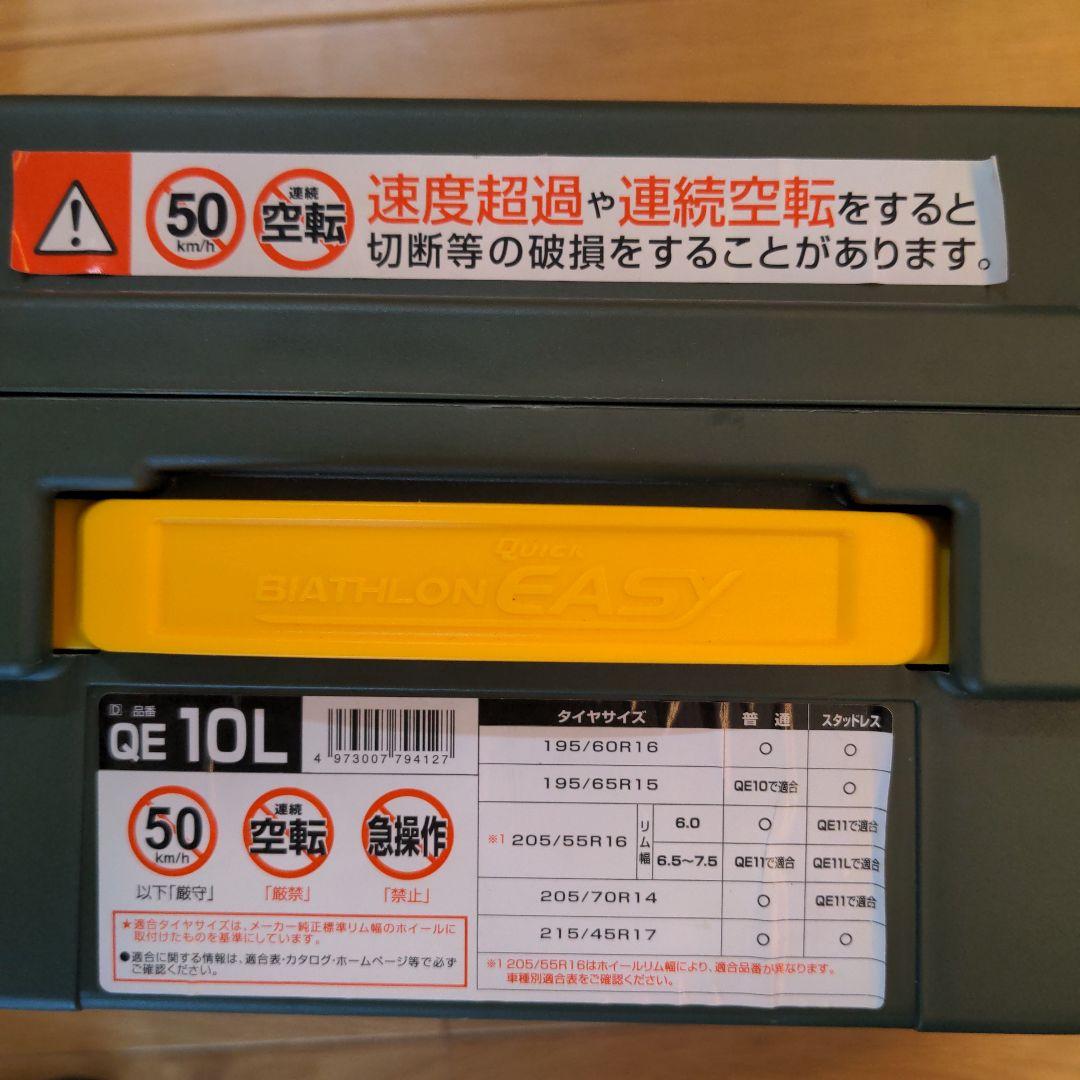 50 km/h
連続
空転
速度超過や連続空転をすると
切断等の破損をすることがあります。
QUICK
BIATHLON EASY
D 品番
QE 10L
4 973007 794127
50 km/h
連続
空転
急操作
以下「厳守」
「厳禁」
「禁止」
★適合タイヤサイズは、メーカー純正標準リム幅のホイールに
取付けたものを基準にしています。
●適合に関する情報は、適合表・カタログ・ホームページ等で必ず
ご確認ください。
タイヤサイズ 普通 スタッドレス
195/60R16 ○ ○
195/65R15 QE10で適合 ○
※1 205/55R16 リム幅 6.0 ○ QE11で適合
6.5〜7.5 QE11で適合 QE11Lで適合
205/70R14 ○ QE11で適合
215/45R17 ○ ○
※1 205/55R16はホイールリム幅により、適合品番が異なります。
車種別適合表をご確認ください。